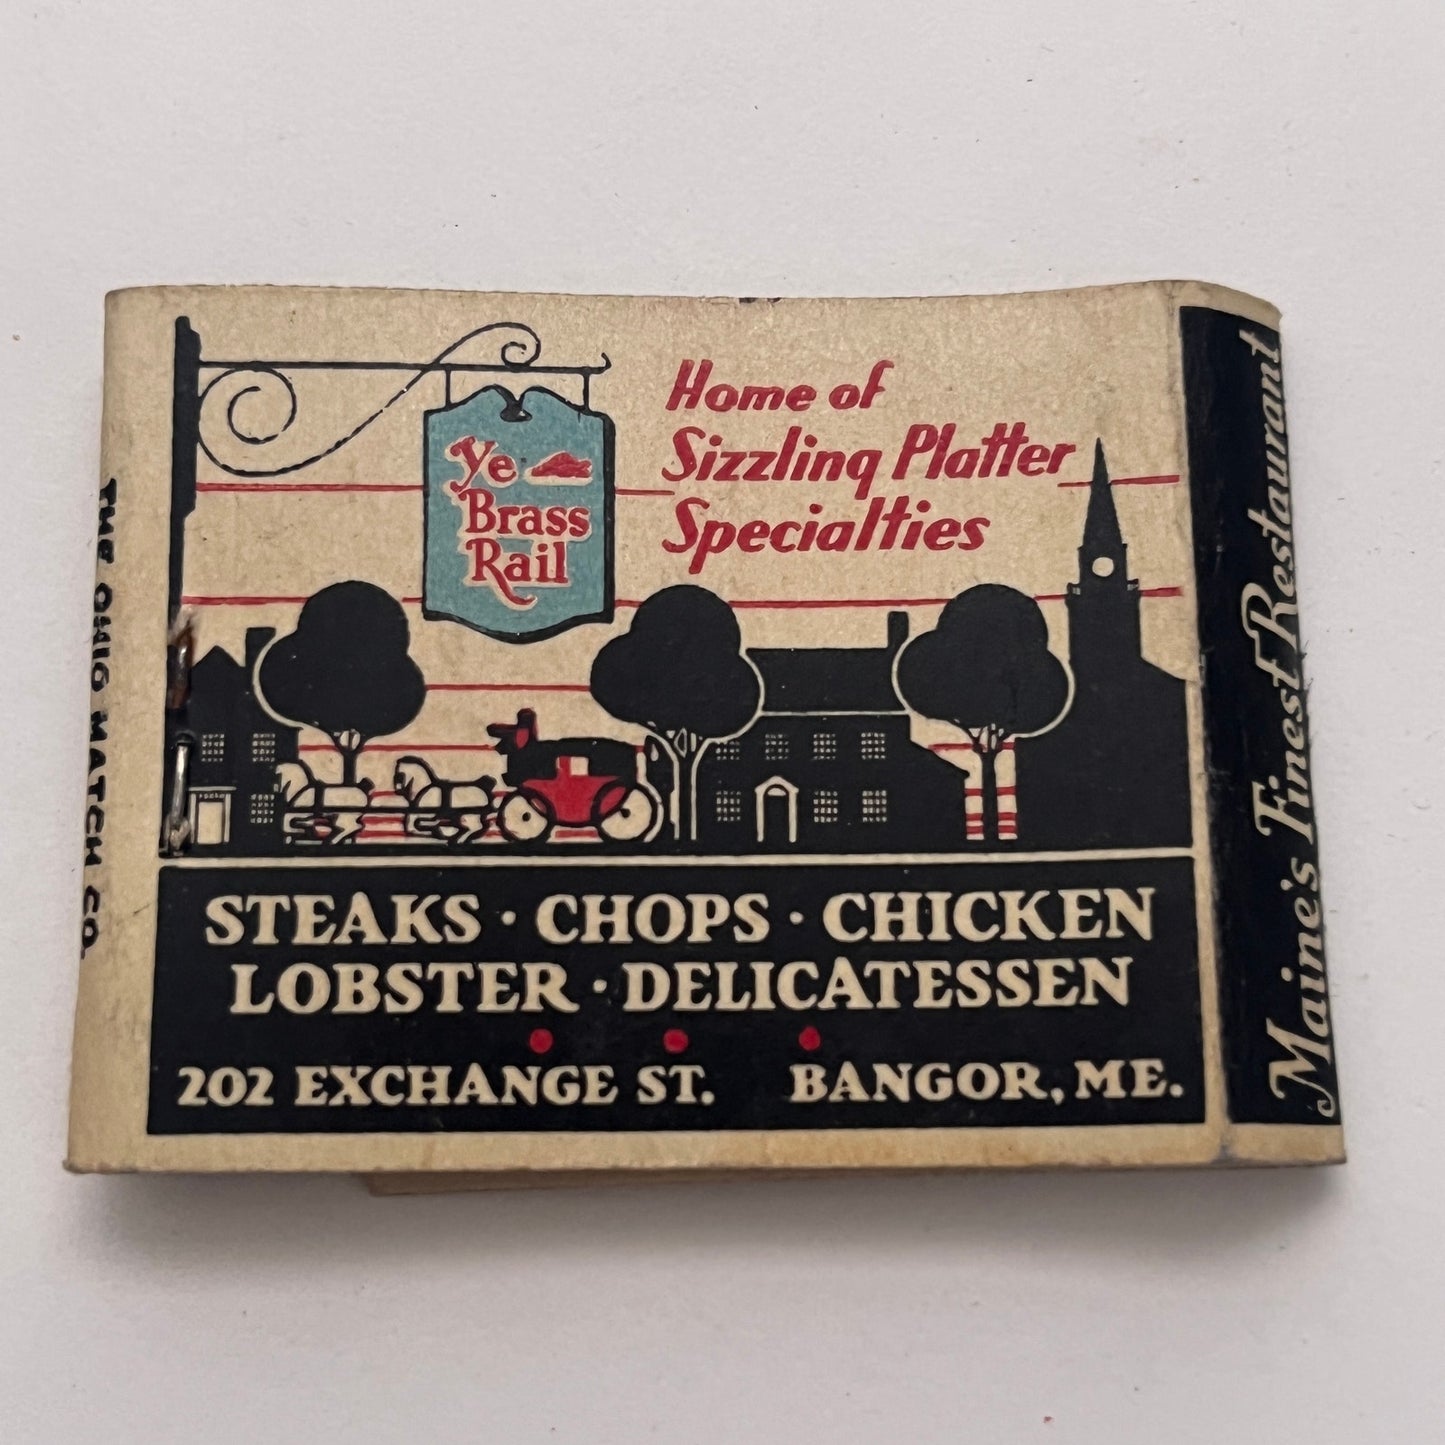 Ye
Brass
Rail
Home of
Sizzling Platter
Specialties
STEAKS · CHOPS · CHICKEN
LOBSTER · DELICATESSEN
202 EXCHANGE ST. BANGOR, ME.
Maine's Finest Restaurant
THE OHIO MATCH CO.